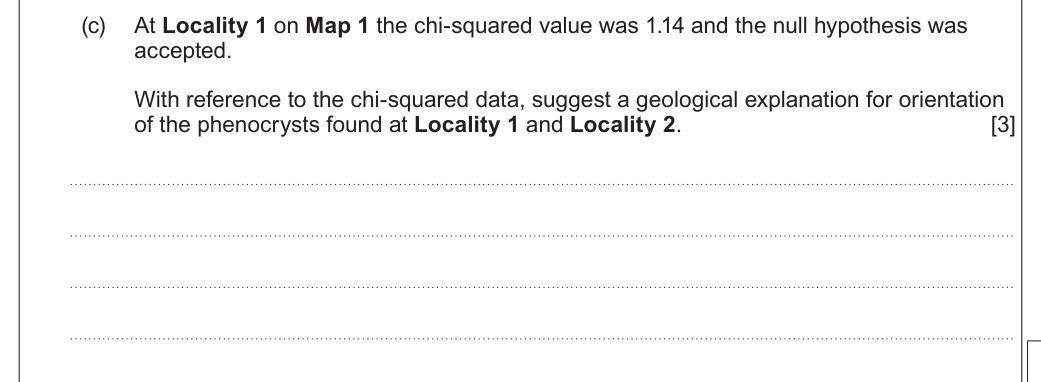 (c) At Locality 1 on Map 1 the chi-squared value was 1.14 and the null hypothesis was
accepted.
With reference to the chi-squared data, suggest a geological explanation for orientation
of the phenocrysts found at Locality 1 and Locality 2. [3]